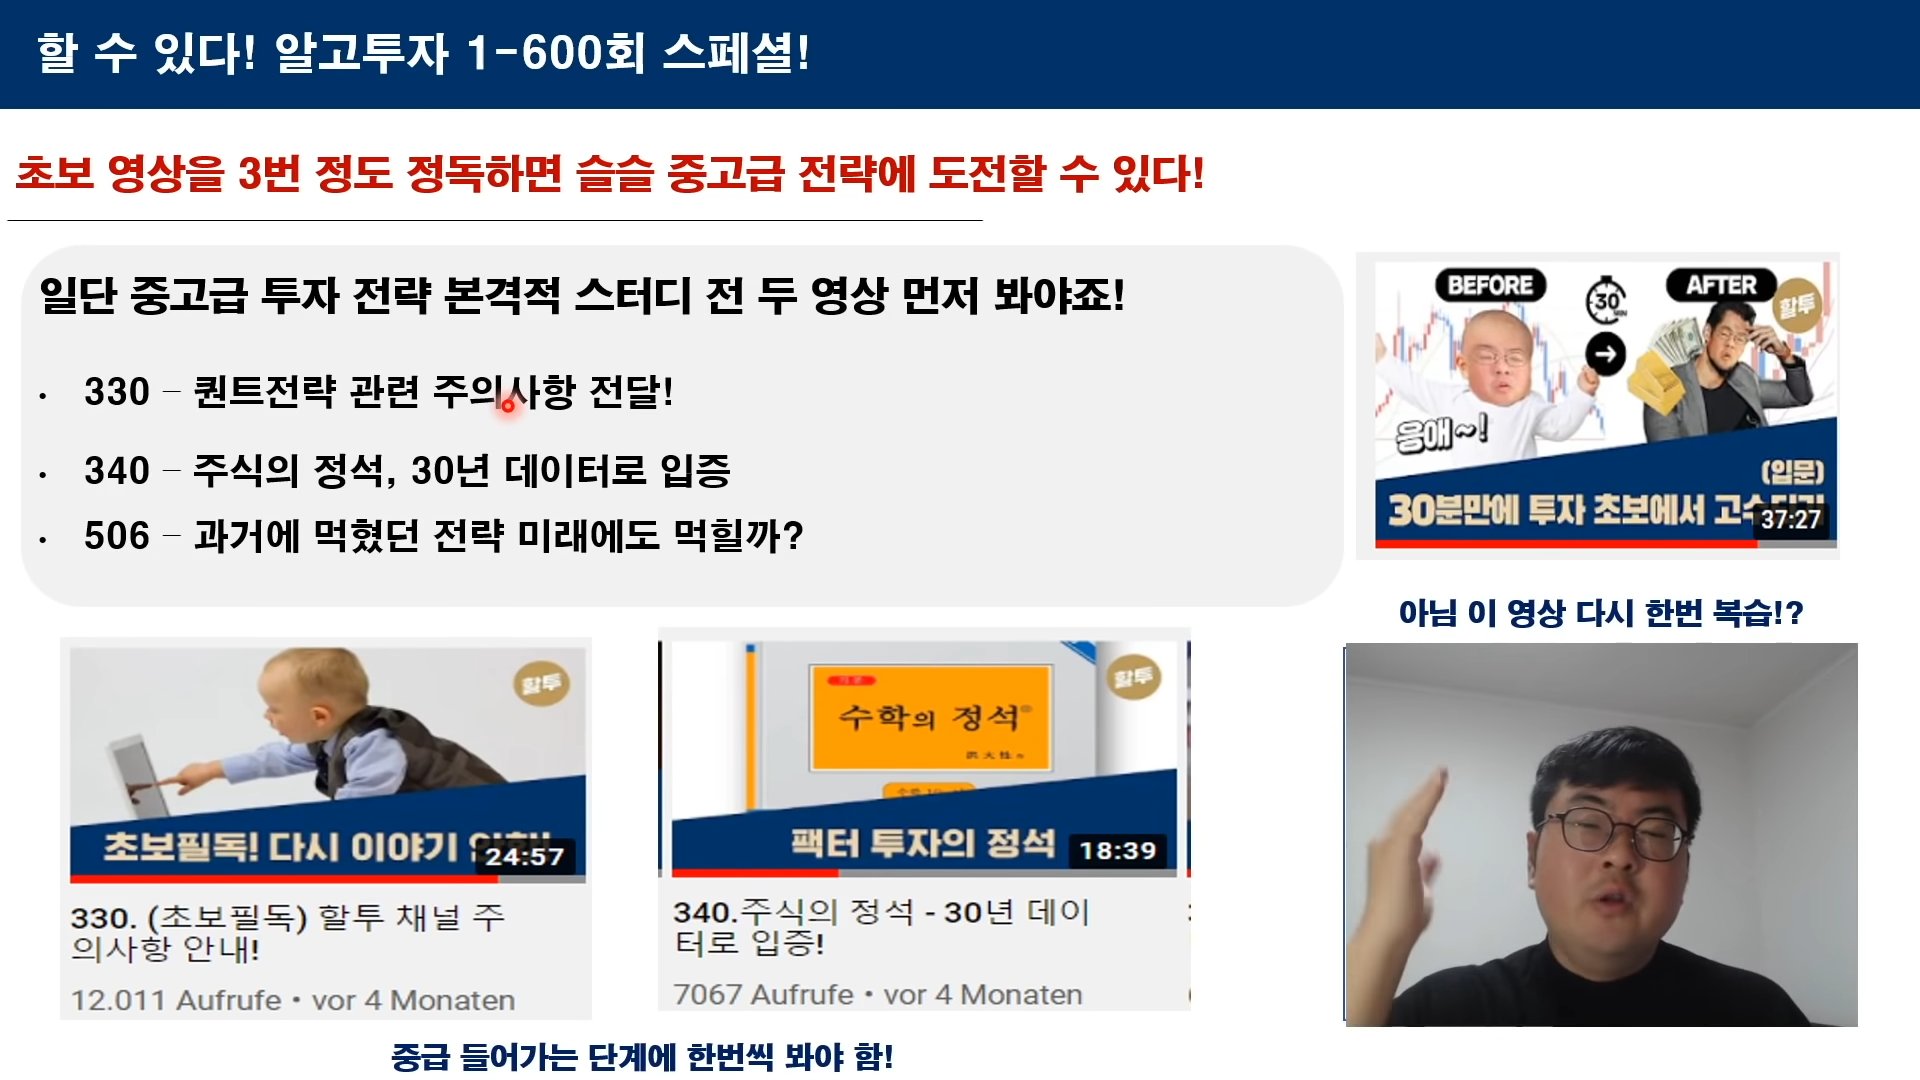 할 수 있다! 알고투자 1-600회 스페셜!
초보 영상을 3번 정도 정독하면 슬슬 중고급 전략에 도전할 수 있다!
일단 중고급 투자 전략 본격적 스터디 전 두 영상 먼저 봐야죠!
• 330 – 퀀트전략 관련 주의사항 전달!
• 340 – 주식의 정석, 30년 데이터로 입증
• 506 – 과거에 먹혔던 전략 미래에도 먹힐까?
BEFORE
30
MIN
AFTER
할투
응애~!
(입문)
30분만에 투자 초보에서 고수되기
37:27
아님 이 영상 다시 한번 복습!?
할투
초보필독! 다시 이야기
24:57
330. (초보필독) 할투 채널 주
의사항 안내!
12.011 Aufrufe • vor 4 Monaten
할투
수학의 정석
팩터 투자의 정석
18:39
340.주식의 정석 - 30년 데이
터로 입증!
7067 Aufrufe • vor 4 Monaten
중급 들어가는 단계에 한번씩 봐야 함!